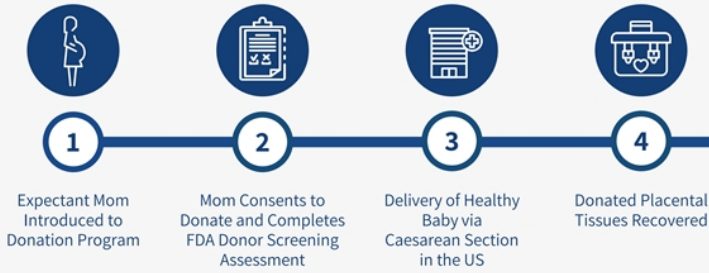 1
Expectant Mom
Introduced to
Donation Program
2
Mom Consents to
Donate and Completes
FDA Donor Screening
Assessment
3
Delivery of Healthy
Baby via
Caesarean Section
in the US
4
Donated Placental
Tissues Recovered